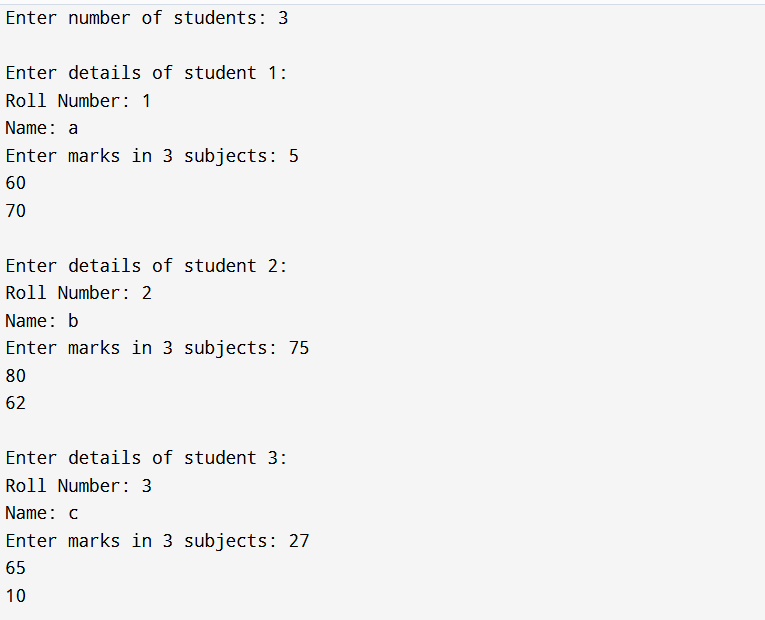 Enter number of students: 3
Enter details of student 1:
Roll Number: 1
Name: a
Enter marks in 3 subjects: 5
60
70
Enter details of student 2:
Roll Number: 2
Name: b
Enter marks in 3 subjects: 75
80
62
Enter details of student 3:
Roll Number: 3
Name: c
Enter marks in 3 subjects: 27
65
10